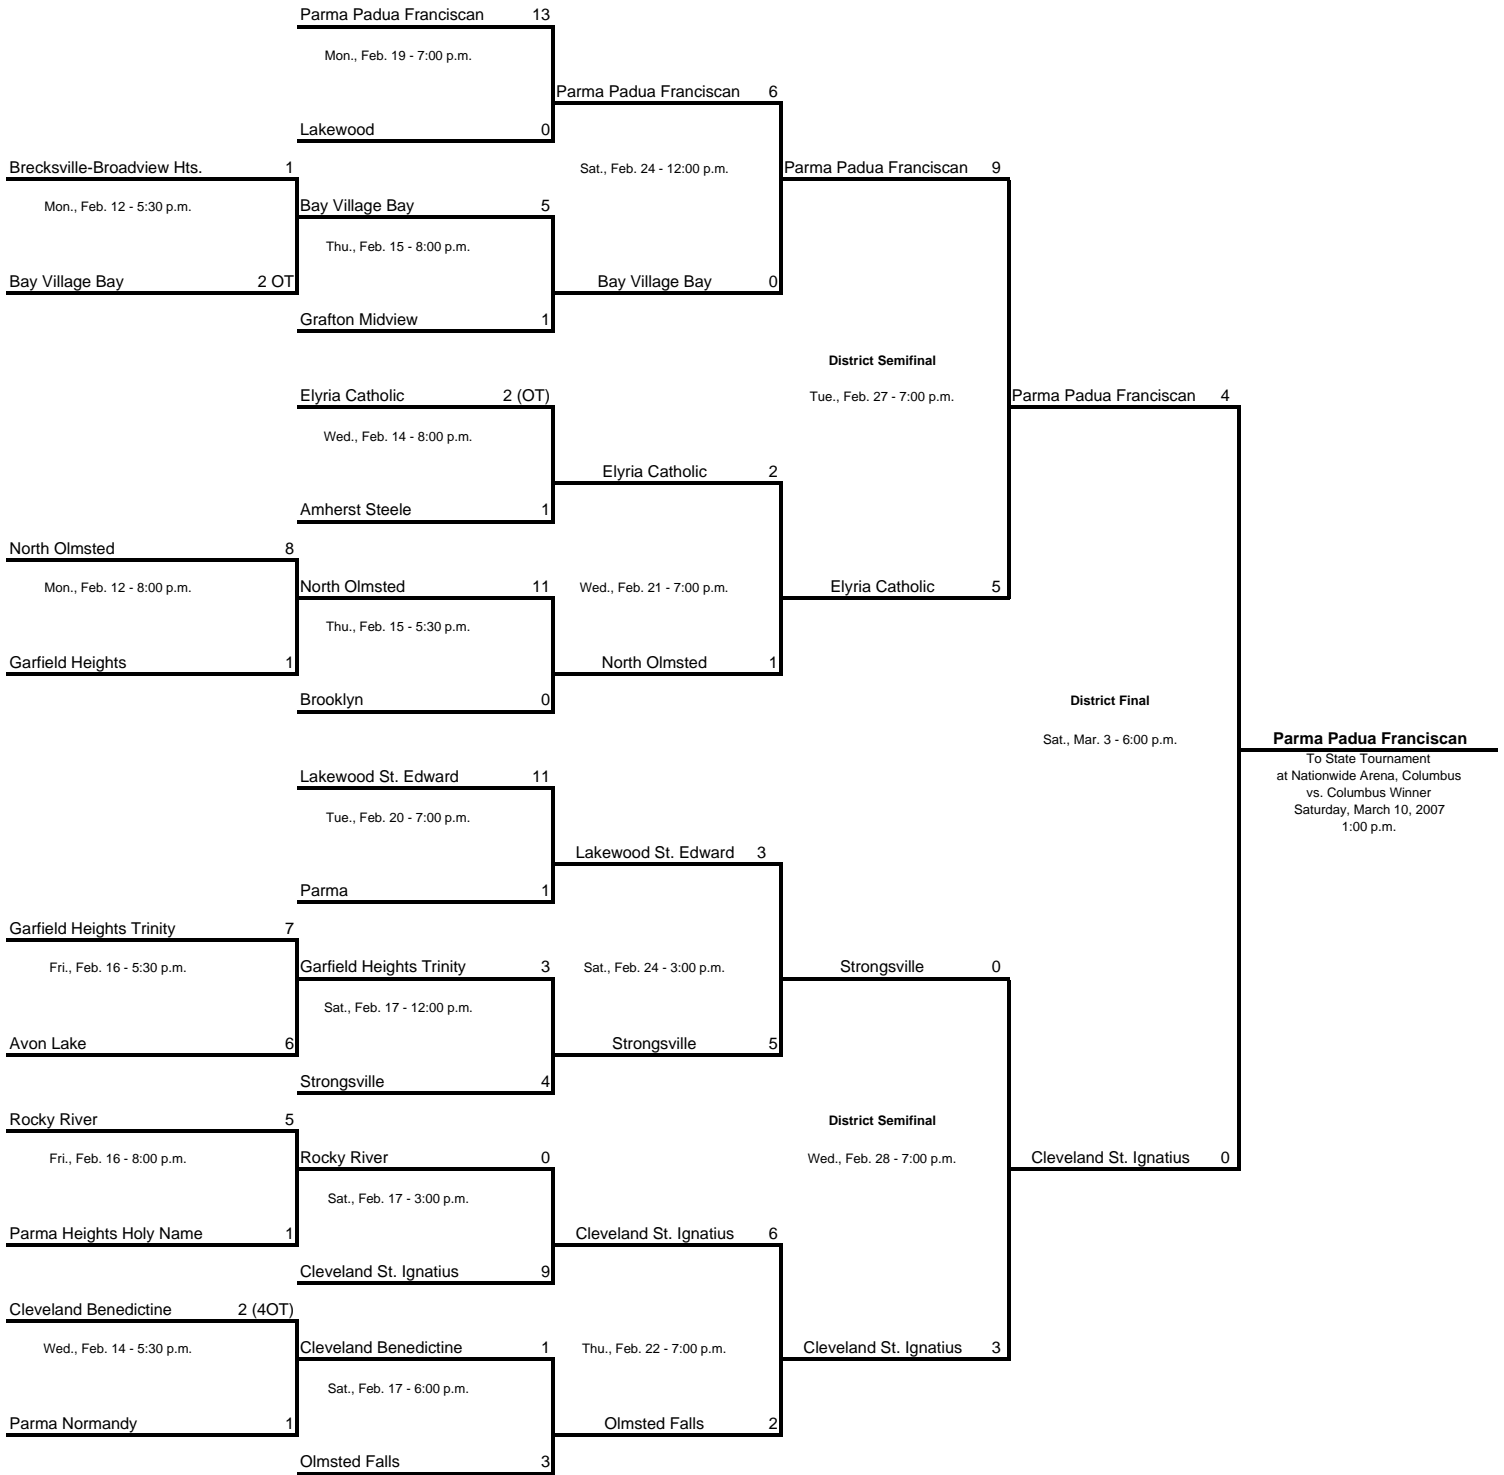 Parma Padua Franciscan 13
Mon., Feb. 19 - 7:00 p.m.
Parma Padua Franciscan 6
Lakewood 0
Brecksville-Broadview Hts. 1
Sat., Feb. 24 - 12:00 p.m.
Parma Padua Franciscan 9
Mon., Feb. 12 - 5:30 p.m.
Bay Village Bay 5
Thu., Feb. 15 - 8:00 p.m.
Bay Village Bay 2 OT
Bay Village Bay 0
Grafton Midview 1
District Semifinal
Elyria Catholic 2 (OT)
Tue., Feb. 27 - 7:00 p.m.
Parma Padua Franciscan 4
Wed., Feb. 14 - 8:00 p.m.
Elyria Catholic 2
Amherst Steele 1
North Olmsted 8
Mon., Feb. 12 - 8:00 p.m.
North Olmsted 11
Wed., Feb. 21 - 7:00 p.m.
Elyria Catholic 5
Thu., Feb. 15 - 5:30 p.m.
Garfield Heights 1
North Olmsted 1
Brooklyn 0
District Final
Sat., Mar. 3 - 6:00 p.m.
Parma Padua Franciscan
To State Tournament
at Nationwide Arena, Columbus
vs. Columbus Winner
Saturday, March 10, 2007
1:00 p.m.
Lakewood St. Edward 11
Tue., Feb. 20 - 7:00 p.m.
Lakewood St. Edward 3
Parma 1
Garfield Heights Trinity 7
Fri., Feb. 16 - 5:30 p.m.
Garfield Heights Trinity 3
Sat., Feb. 24 - 3:00 p.m.
Strongsville 0
Sat., Feb. 17 - 12:00 p.m.
Avon Lake 6
Strongsville 5
Strongsville 4
Rocky River 5
District Semifinal
Fri., Feb. 16 - 8:00 p.m.
Rocky River 0
Wed., Feb. 28 - 7:00 p.m.
Cleveland St. Ignatius 0
Sat., Feb. 17 - 3:00 p.m.
Parma Heights Holy Name 1
Cleveland St. Ignatius 6
Cleveland St. Ignatius 9
Cleveland Benedictine 2 (4OT)
Wed., Feb. 14 - 5:30 p.m.
Cleveland Benedictine 1
Thu., Feb. 22 - 7:00 p.m.
Cleveland St. Ignatius 3
Sat., Feb. 17 - 6:00 p.m.
Parma Normandy 1
Olmsted Falls 2
Olmsted Falls 3